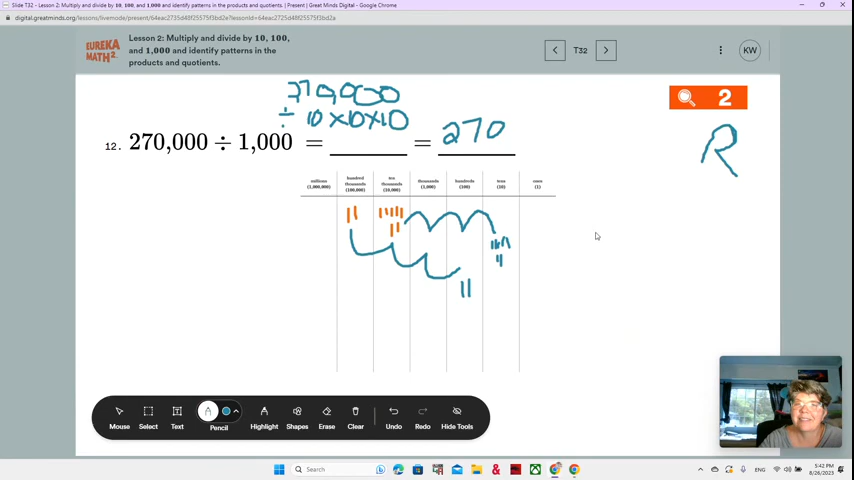 Slide T32 - Lesson 2: Multiply and divide by 10, 100, and 1,000 and identify patterns in the products and quotients. | Present | Great Minds Digital - Google Chrome
digital.greatminds.org/lessons/livemode/present/64eac2735d48f25575f3bd2e?lessonId=64eac2725d48f25575f3bd2a
EUREKA
MATH²
Lesson 2: Multiply and divide by 10, 100,
and 1,000 and identify patterns in the
products and quotients.
T32
KW
2
270,000
÷ 10 x 10 x 10
12. 270,000 ÷ 1,000 = = 270
R
millions
(1,000,000)
hundred
thousands
(100,000)
ten
thousands
(10,000)
thousands
(1,000)
hundreds
(100)
tens
(10)
ones
(1)
Mouse
Select
Text
Pencil
Highlight
Shapes
Erase
Clear
Undo
Redo
Hide Tools
Search
ENG
5:42 PM
8/26/2023